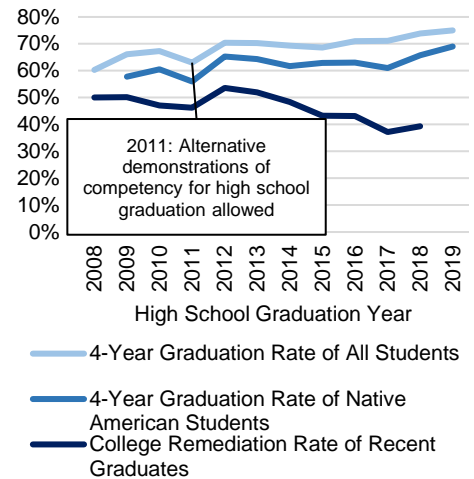 80%
70%
60%
50%
40%
30%
20%
10%
0%
2011: Alternative
demonstrations of
competency for high school
graduation allowed
2008 2009 2010 2011 2012 2013 2014 2015 2016 2017 2018 2019
High School Graduation Year
4-Year Graduation Rate of All Students
4-Year Graduation Rate of Native
American Students
College Remediation Rate of Recent
Graduates